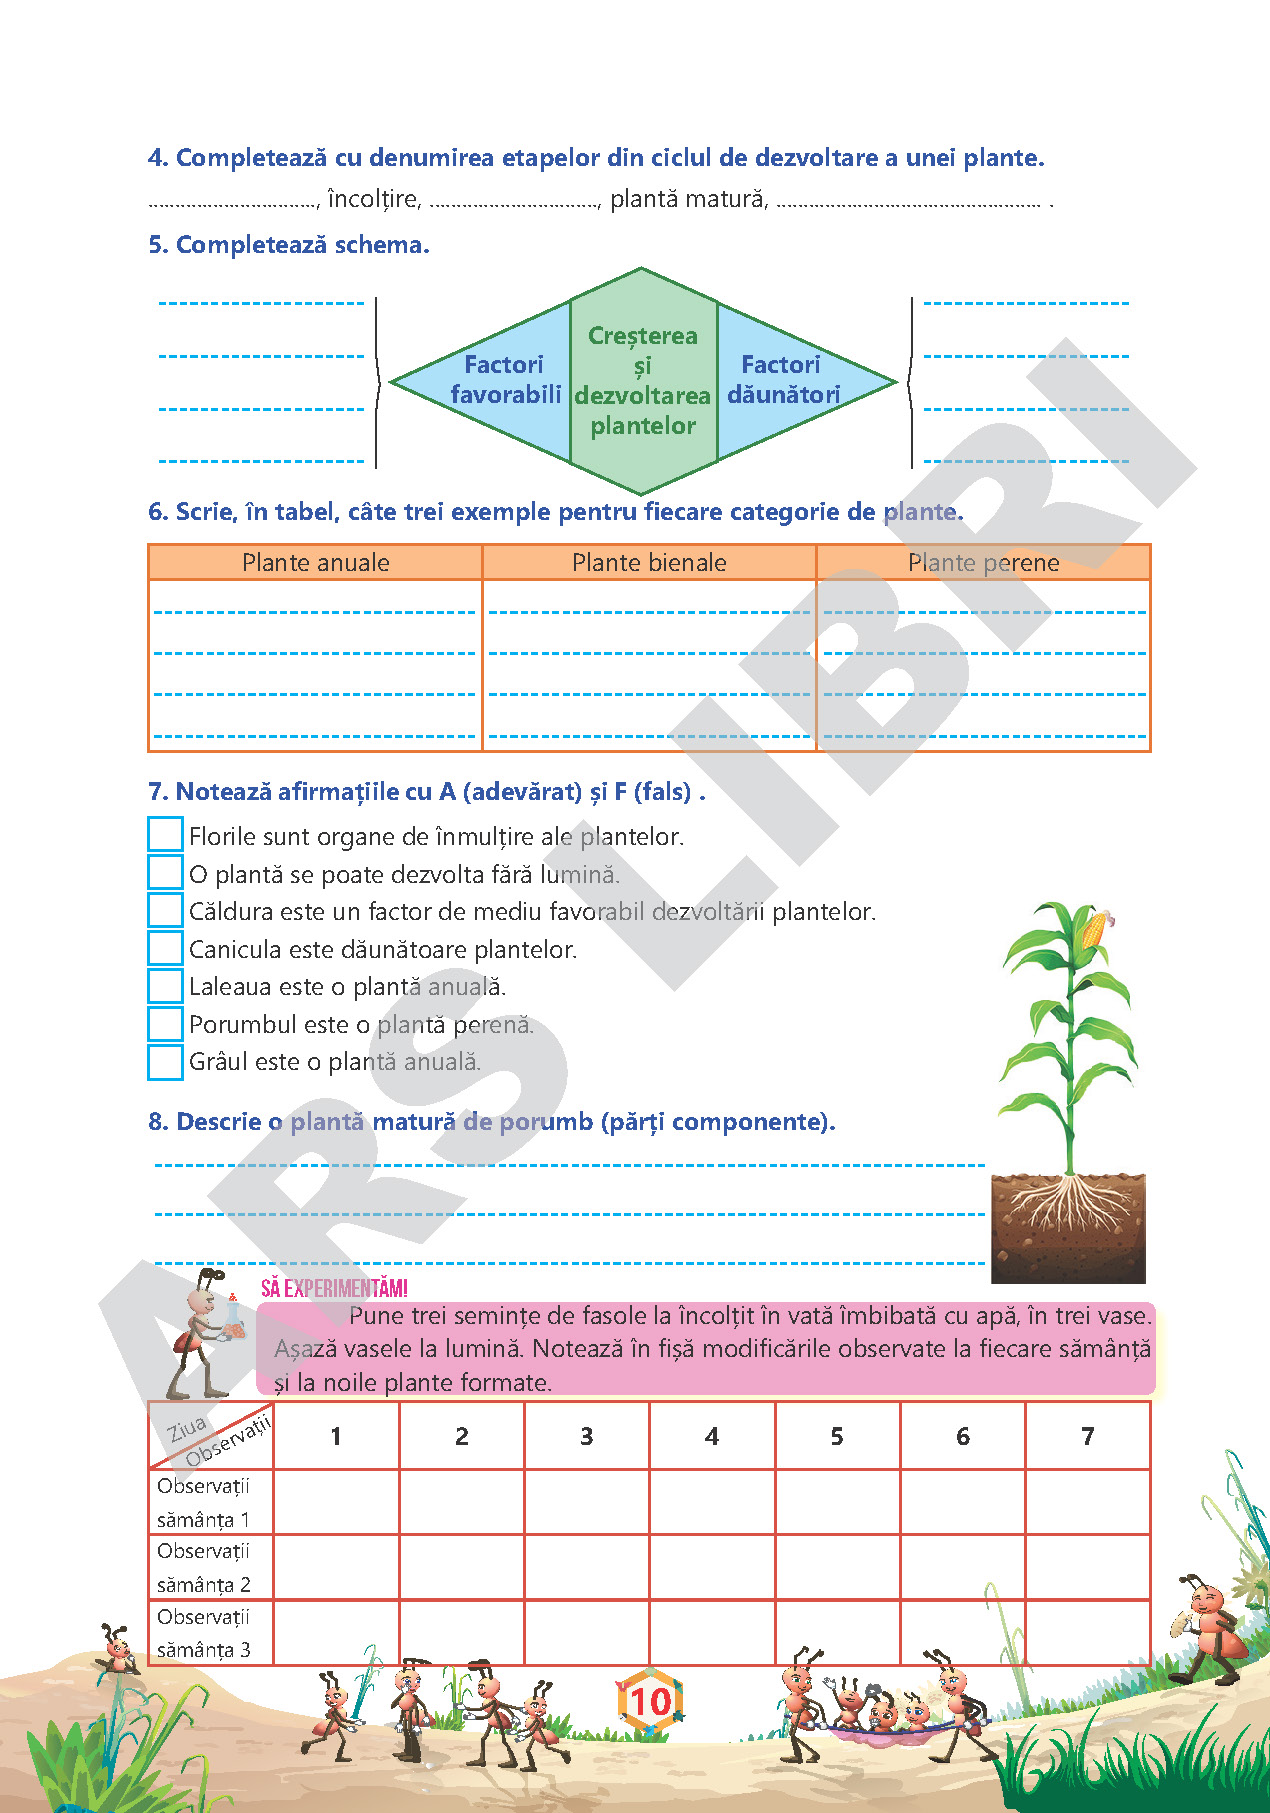 4. Completează cu denumirea etapelor din ciclul de dezvoltare a unei plante.
..............................., încolțire, ..............................., plantă matură, ................................................. .
5. Completează schema.
Factori
favorabili
Creșterea
și
dezvoltarea
plantelor
Factori
dăunători
6. Scrie, în tabel, câte trei exemple pentru fiecare categorie de plante.
Plante anuale Plante bienale Plante perene
7. Notează afirmațiile cu A (adevărat) și F (fals) .
Florile sunt organe de înmulțire ale plantelor.
O plantă se poate dezvolta fără lumină.
Căldura este un factor de mediu favorabil dezvoltării plantelor.
Canicula este dăunătoare plantelor.
Laleaua este o plantă anuală.
Porumbul este o plantă perenă.
Grâul este o plantă anuală.
8. Descrie o plantă matură de porumb (părți componente).
SĂ EXPERIMENTĂM!
Pune trei semințe de fasole la încolțit în vată îmbibată cu apă, în trei vase.
Așază vasele la lumină. Notează în fișă modificările observate la fiecare sămânță
și la noile plante formate.
Ziua
Observații
1 2 3 4 5 6 7
Observații
sămânța 1
Observații
sămânța 2
Observații
sămânța 3
10
ARS LIBRI